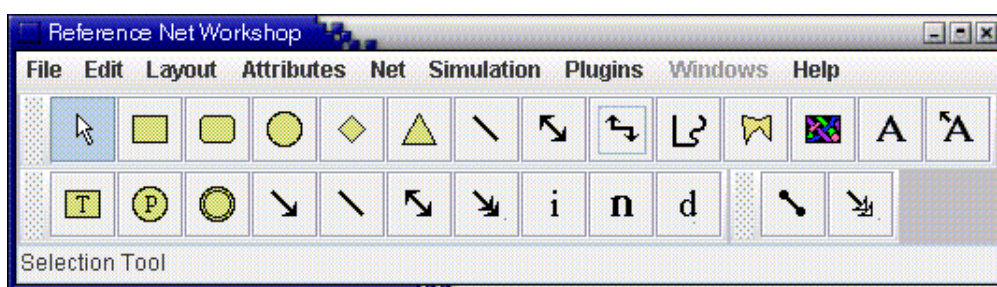 Reference Net Workshop
File Edit Layout Attributes Net Simulation Plugins Windows Help
A A
T P i n d
Selection Tool